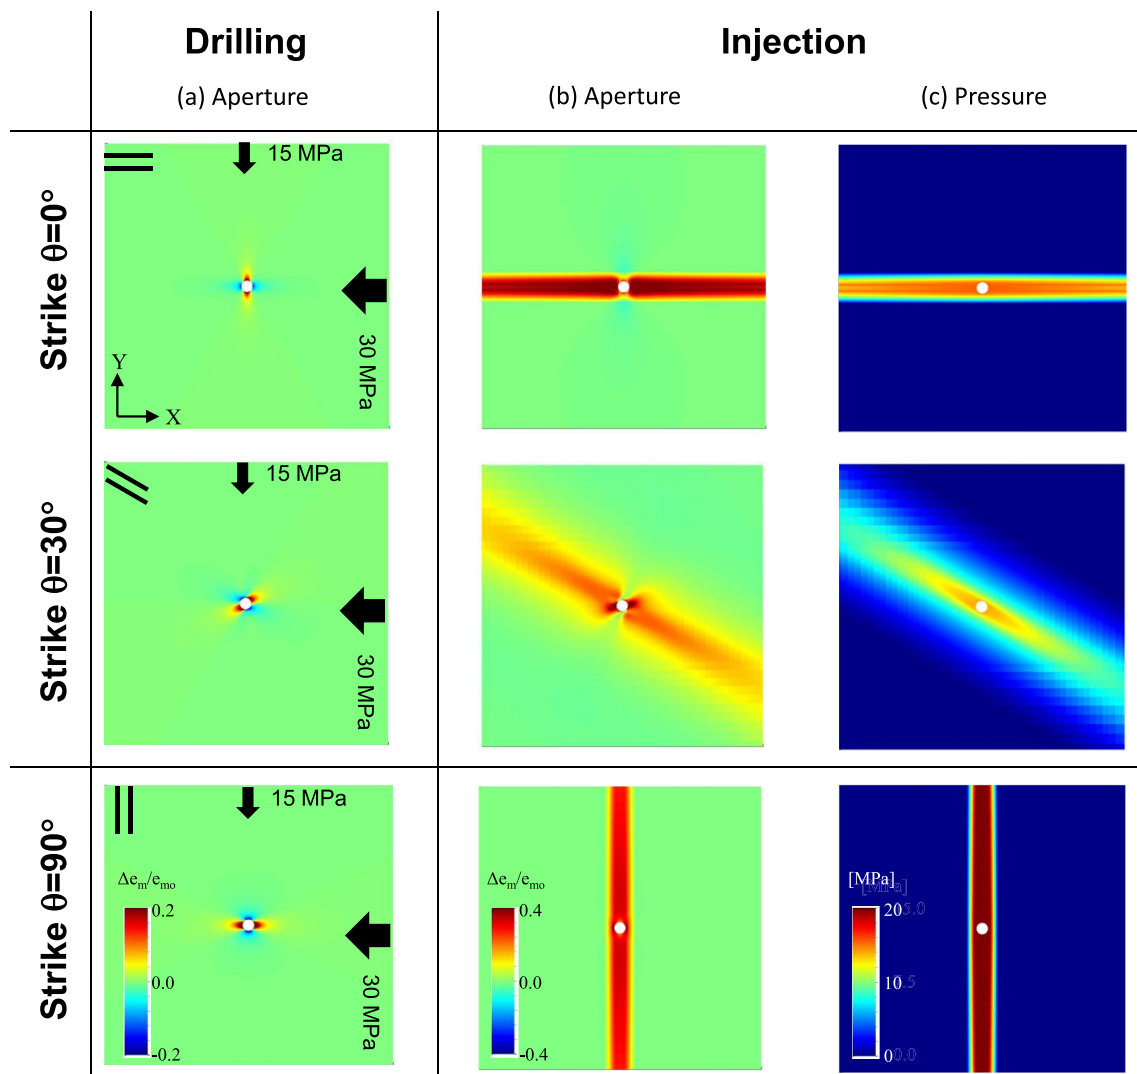 Drilling
Injection
(a) Aperture
(b) Aperture
(c) Pressure
Strike θ=0°
15 MPa
30 MPa
Y
X
Strike θ=30°
15 MPa
30 MPa
Strike θ=90°
15 MPa
30 MPa
Δem/emo
0.2
0.0
-0.2
Δem/emo
0.4
0.0
-0.4
[MPa]
20
10
0